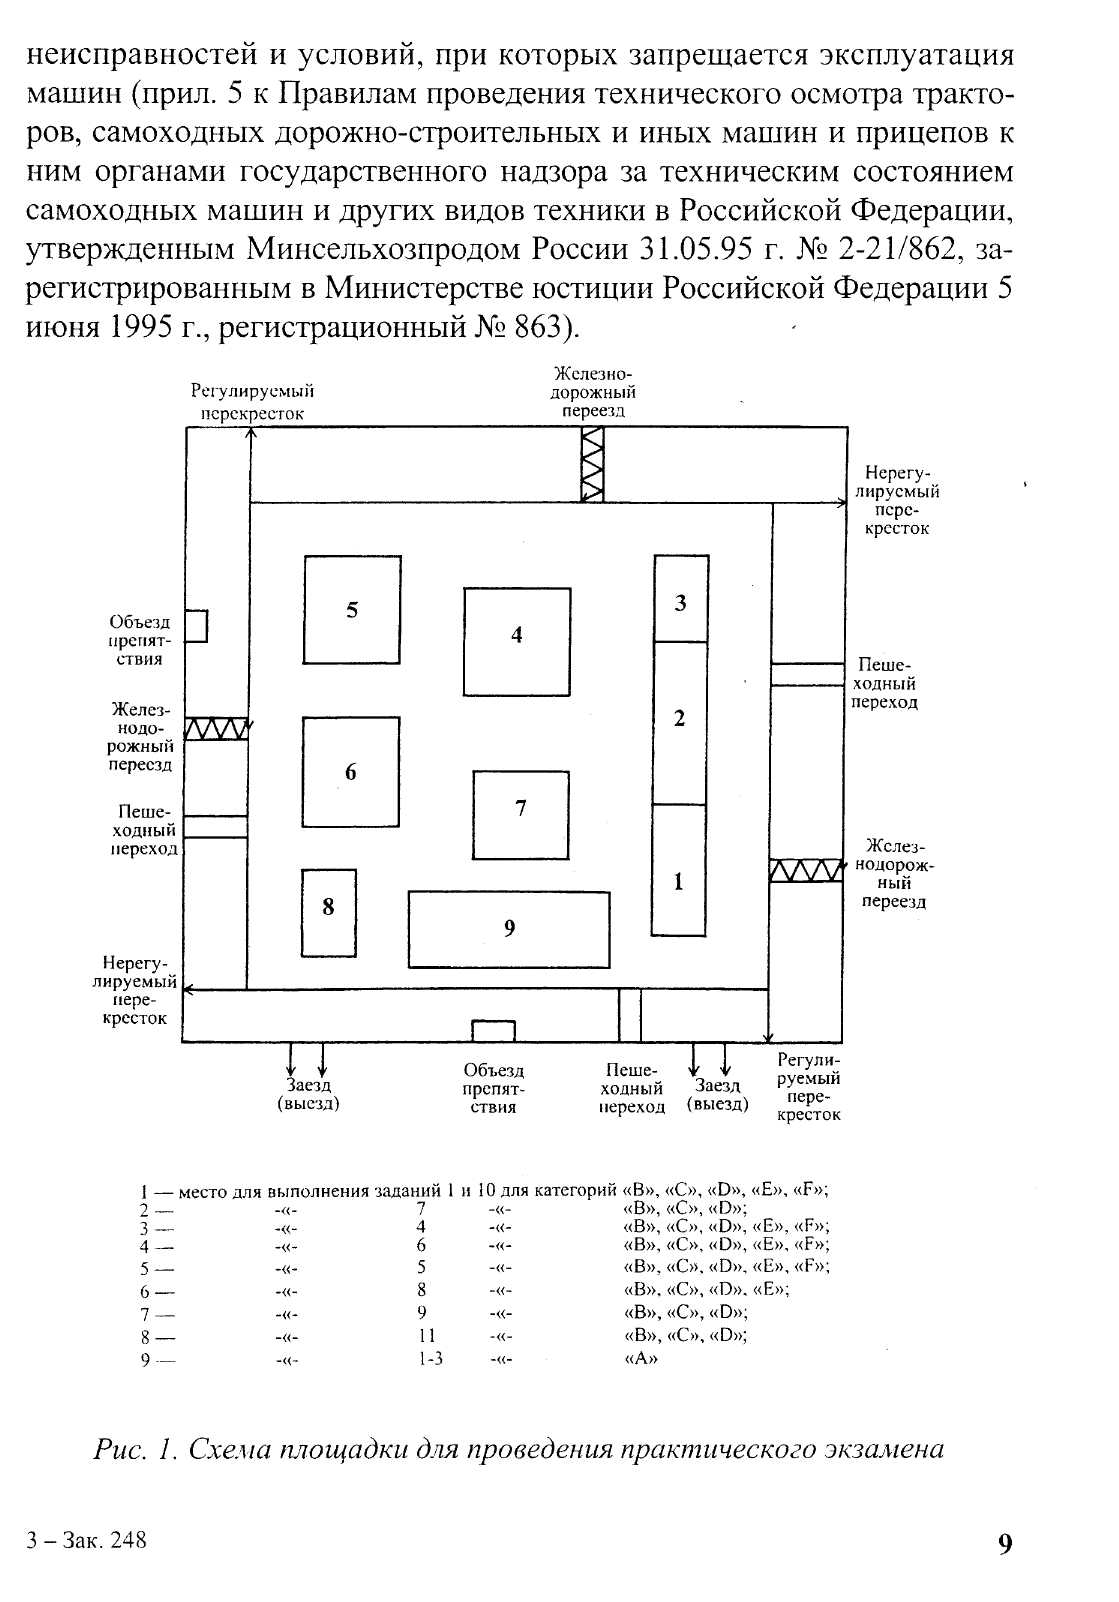 неисправностей и условий, при которых запрещается эксплуатация
машин (прил. 5 к Правилам проведения технического осмотра тракто-
ров, самоходных дорожно-строительных и иных машин и прицепов к
ним органами государственного надзора за техническим состоянием
самоходных машин и других видов техники в Российской Федерации,
утвержденным Минсельхозпродом России 31.05.95 г. № 2-21/862, за-
регистрированным в Министерстве юстиции Российской Федерации 5
июня 1995 г., регистрационный № 863).
Регулируемый
перекресток
Железно-
дорожный
переезд
Нерегу-
лируемый
пере-
кресток
Объезд
препят-
ствия
Желез-
нодо-
рожный
переезд
Пеше-
ходный
переход
Нерегу-
лируемый
пере-
кресток
5
4
3
2
6
7
1
8
9
Пеше-
ходный
переход
Желез-
нодорож-
ный
переезд
Заезд
(выезд)
Объезд
препят-
ствия
Пеше-
ходный
переход
Заезд
(выезд)
Регули-
руемый
пере-
кресток
1 — место для выполнения заданий 1 и 10 для категорий «B», «C», «D», «E», «F»;
2 — -«- 7 -«- «B», «C», «D»;
3 — -«- 4 -«- «B», «C», «D», «E», «F»;
4 — -«- 6 -«- «B», «C», «D», «E», «F»;
5 — -«- 5 -«- «B», «C», «D», «E», «F»;
6 — -«- 8 -«- «B», «C», «D», «E»;
7 — -«- 9 -«- «B», «C», «D»;
8 — -«- 11 -«- «B», «C», «D»;
9 — -«- 1-3 -«- «A»
Рис. 1. Схема площадки для проведения практического экзамена
3 – Зак. 248
9